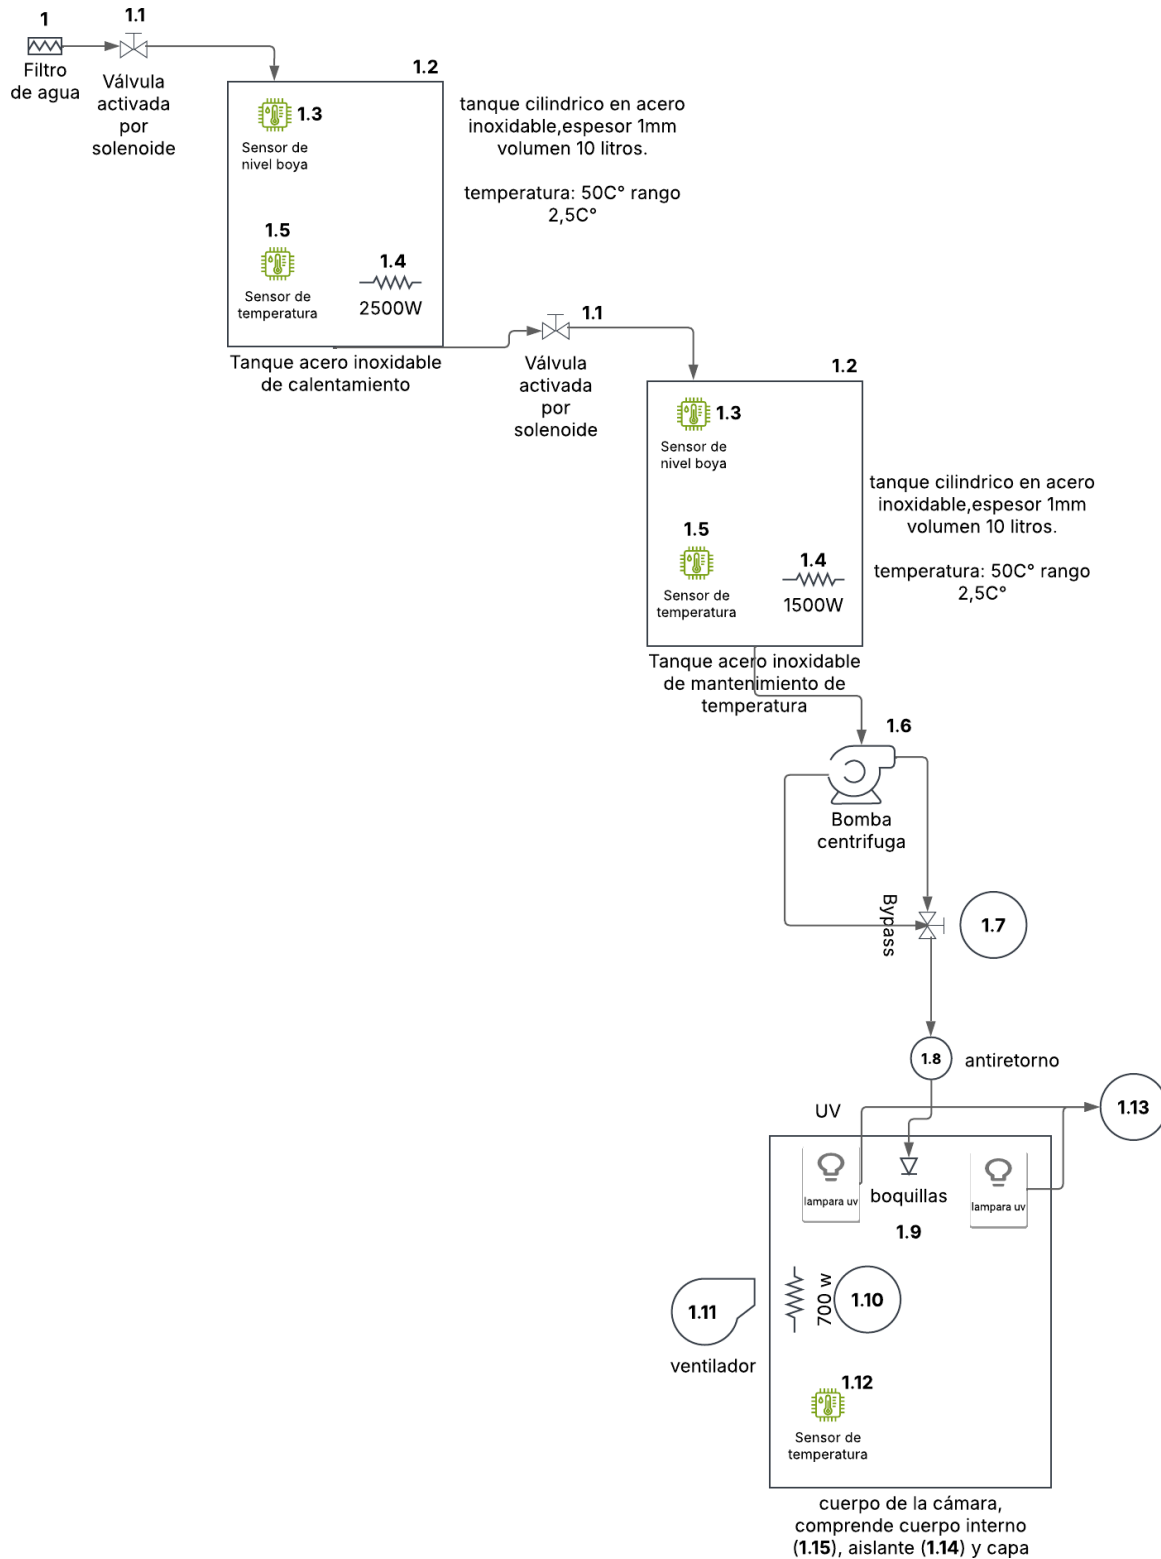 1
1.1
Filtro
de agua
Válvula
activada
por
solenoide
1.2
1.3
Sensor de
nivel boya
tanque cilindrico en acero
inoxidable,espesor 1mm
volumen 10 litros.
temperatura: 50C° rango
2,5C°
1.5
Sensor de
temperatura
1.4
2500W
Tanque acero inoxidable
de calentamiento
1.1
Válvula
activada
por
solenoide
1.2
1.3
Sensor de
nivel boya
tanque cilindrico en acero
inoxidable,espesor 1mm
volumen 10 litros.
temperatura: 50C° rango
2,5C°
1.5
Sensor de
temperatura
1.4
1500W
Tanque acero inoxidable
de mantenimiento de
temperatura
1.6
Bomba
centrifuga
Bypass
1.7
1.8
antiretorno
UV
1.13
lampara uv
boquillas
lampara uv
1.9
700 w
1.10
1.11
ventilador
1.12
Sensor de
temperatura
cuerpo de la cámara,
comprende cuerpo interno
(1.15), aislante (1.14) y capa